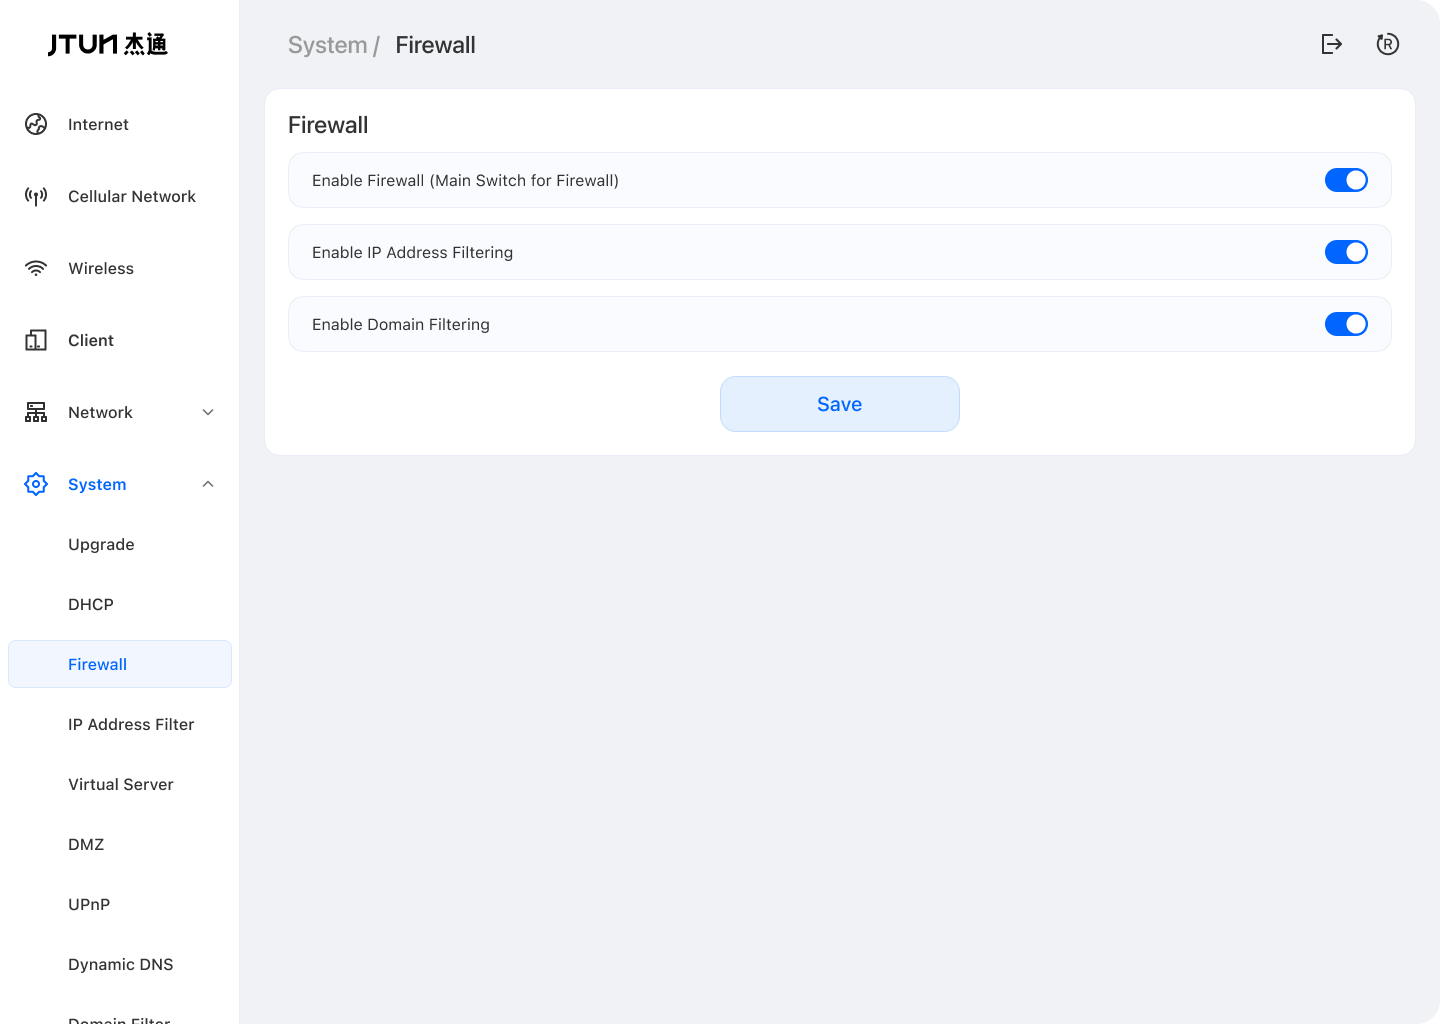 JTUN 杰通
Internet
Cellular Network
Wireless
Client
Network
System
Upgrade
DHCP
Firewall
IP Address Filter
Virtual Server
DMZ
UPnP
Dynamic DNS
Domain Filter
System / Firewall
R
Firewall
Enable Firewall (Main Switch for Firewall)
Enable IP Address Filtering
Enable Domain Filtering
Save